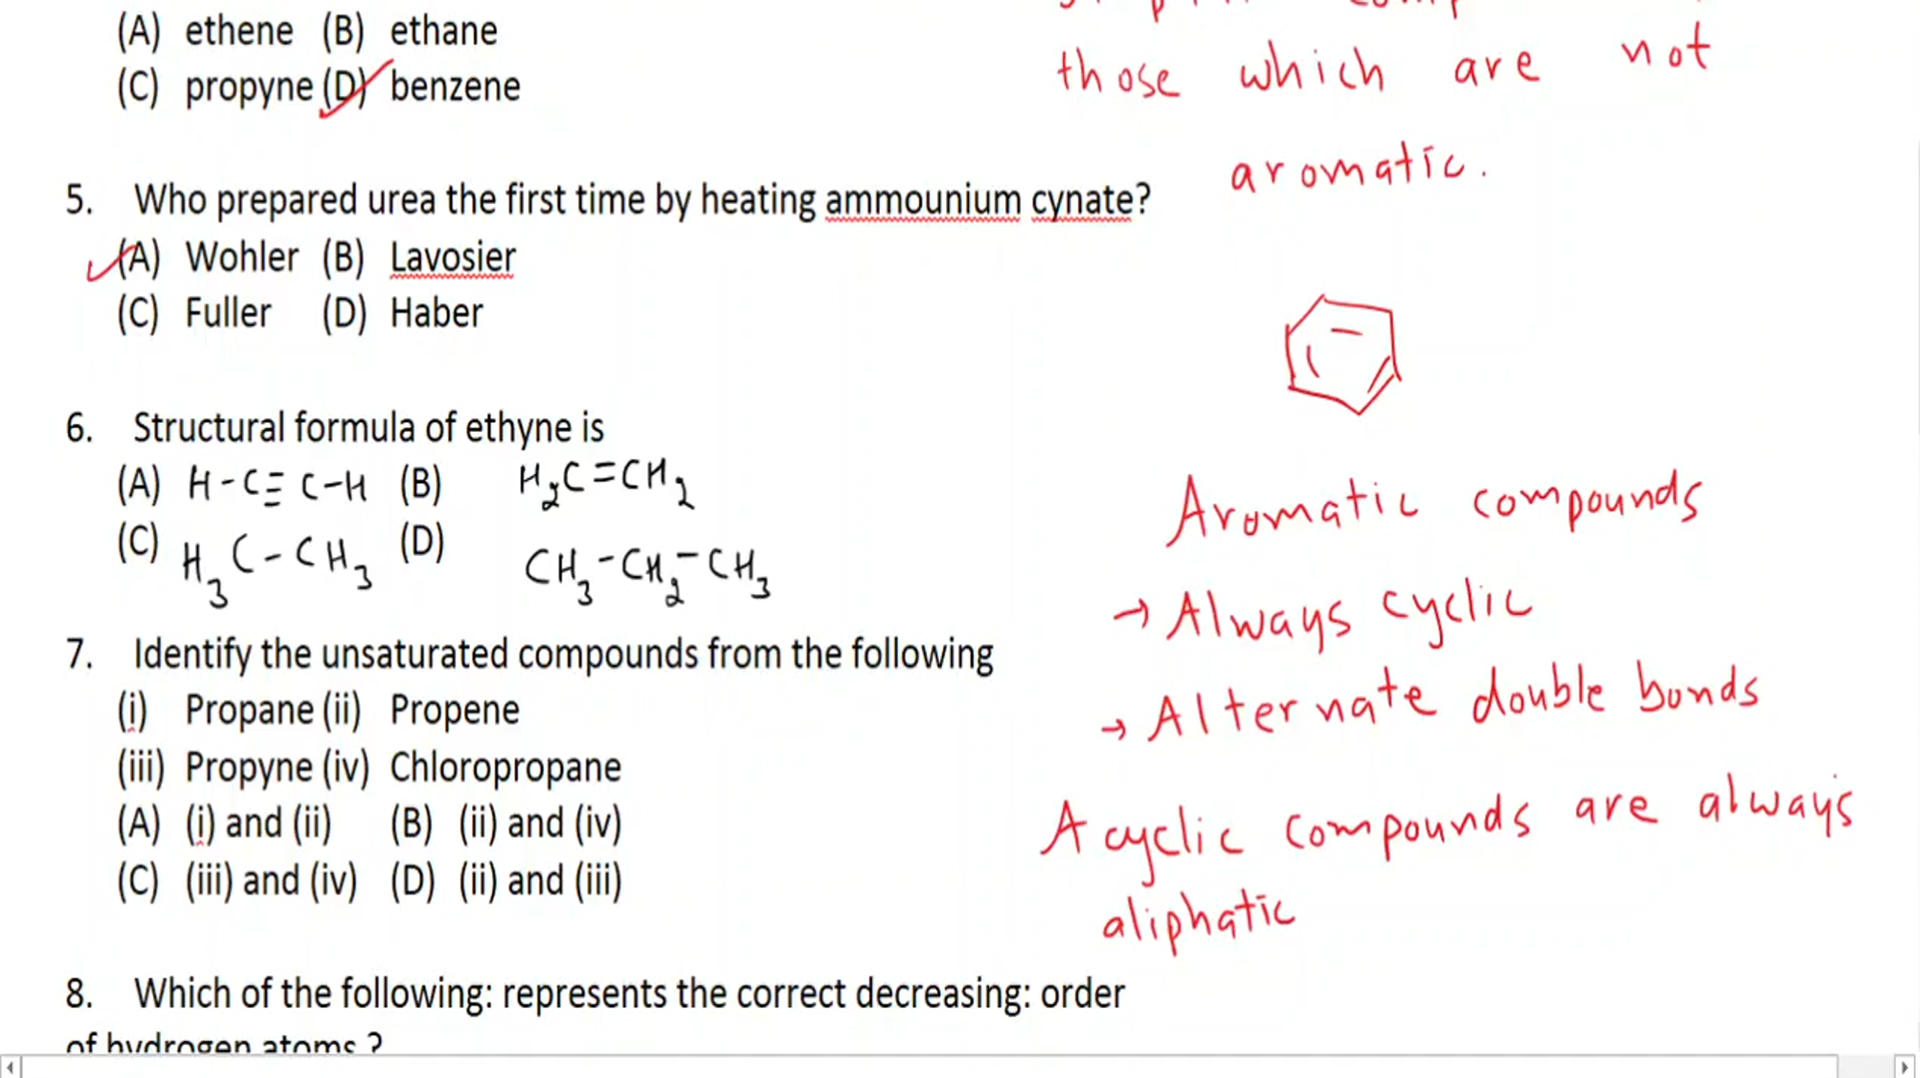 (A) ethene (B) ethane
(C) propyne (D) benzene
5. Who prepared urea the first time by heating ammounium cynate?
(A) Wohler (B) Lavosier
(C) Fuller (D) Haber
6. Structural formula of ethyne is
(A) H-C≡C-H (B) H₂C=CH₂
(C) H₃C-CH₃ (D) CH₃-CH₂-CH₃
7. Identify the unsaturated compounds from the following
(i) Propane (ii) Propene
(iii) Propyne (iv) Chloropropane
(A) (i) and (ii) (B) (ii) and (iv)
(C) (iii) and (iv) (D) (ii) and (iii)
8. Which of the following: represents the correct decreasing: order
of hydrogen atoms ?
those which are not
aromatic.
Aromatic compounds
→ Always cyclic
→ Alternate double bonds
Acyclic compounds are always
aliphatic